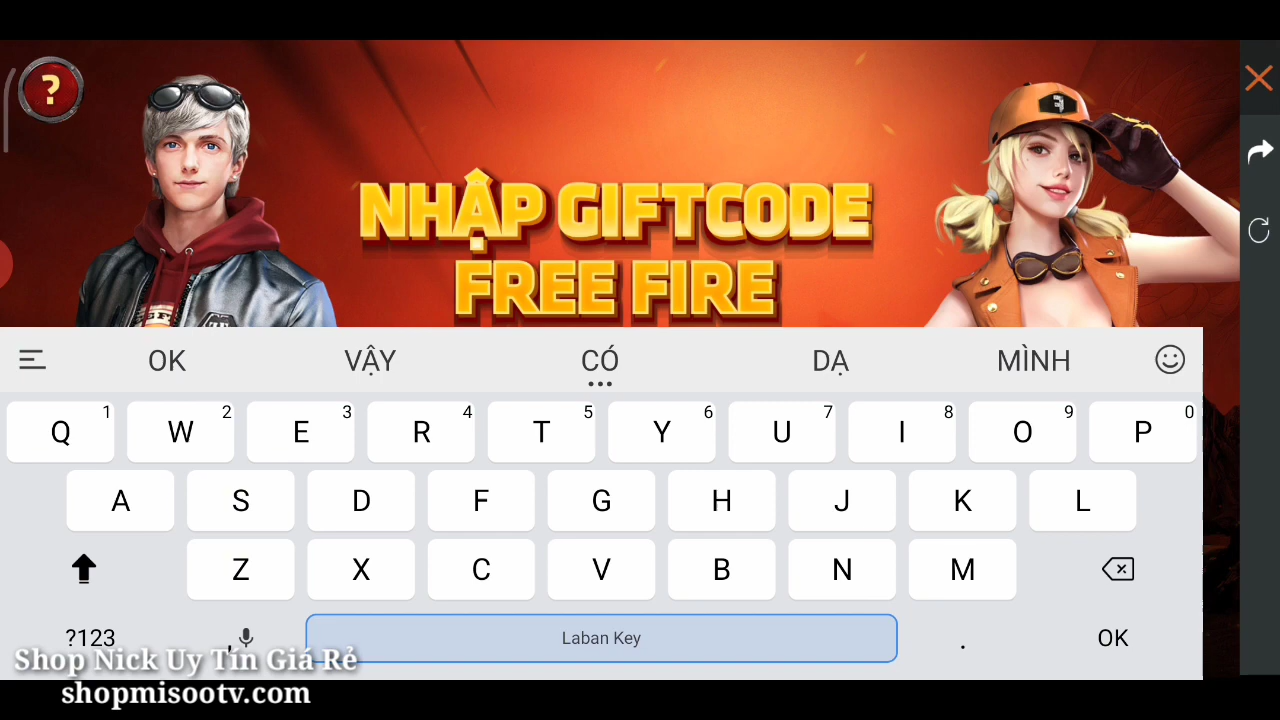 ?
NHẬP GIFTCODE
FREE FIRE
OK VẬY CÓ DẠ MÌNH
Q 1 W 2 E 3 R 4 T 5 Y 6 U 7 I 8 O 9 P 0
A S D F G H J K L
Z X C V B N M
?123 , Laban Key . OK
Shop Nick Uy Tín Giá Rẻ
shopmisootv.com